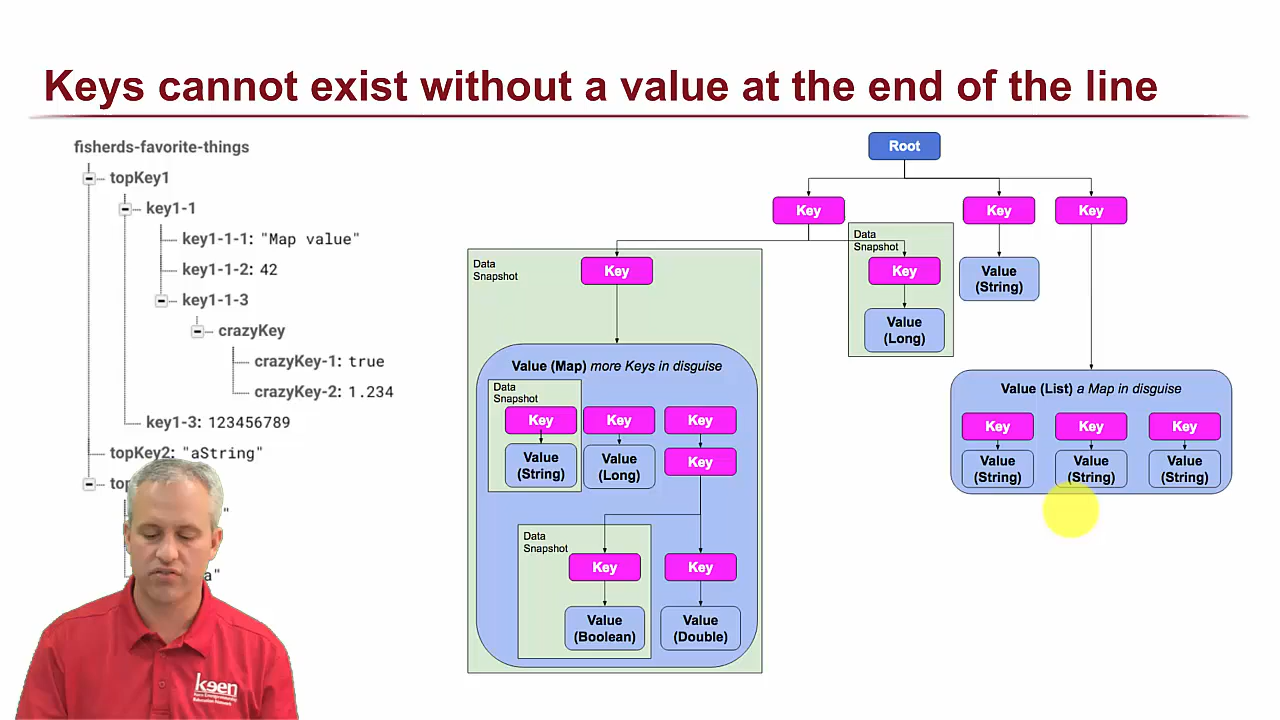 Keys cannot exist without a value at the end of the line
fisherds-favorite-things
topKey1
key1-1
key1-1-1: "Map value"
key1-1-2: 42
key1-1-3
crazyKey
crazyKey-1: true
crazyKey-2: 1.234
key1-3: 123456789
topKey2: "aString"
top
"
a"
keen
Root
Key
Key
Key
Data
Snapshot
Key
Data
Snapshot
Key
Value
(Long)
Value
(String)
Value (Map) more Keys in disguise
Data
Snapshot
Key
Key
Key
Value
(String)
Value
(Long)
Key
Data
Snapshot
Key
Key
Value
(Boolean)
Value
(Double)
Value (List) a Map in disguise
Key
Key
Key
Value
(String)
Value
(String)
Value
(String)